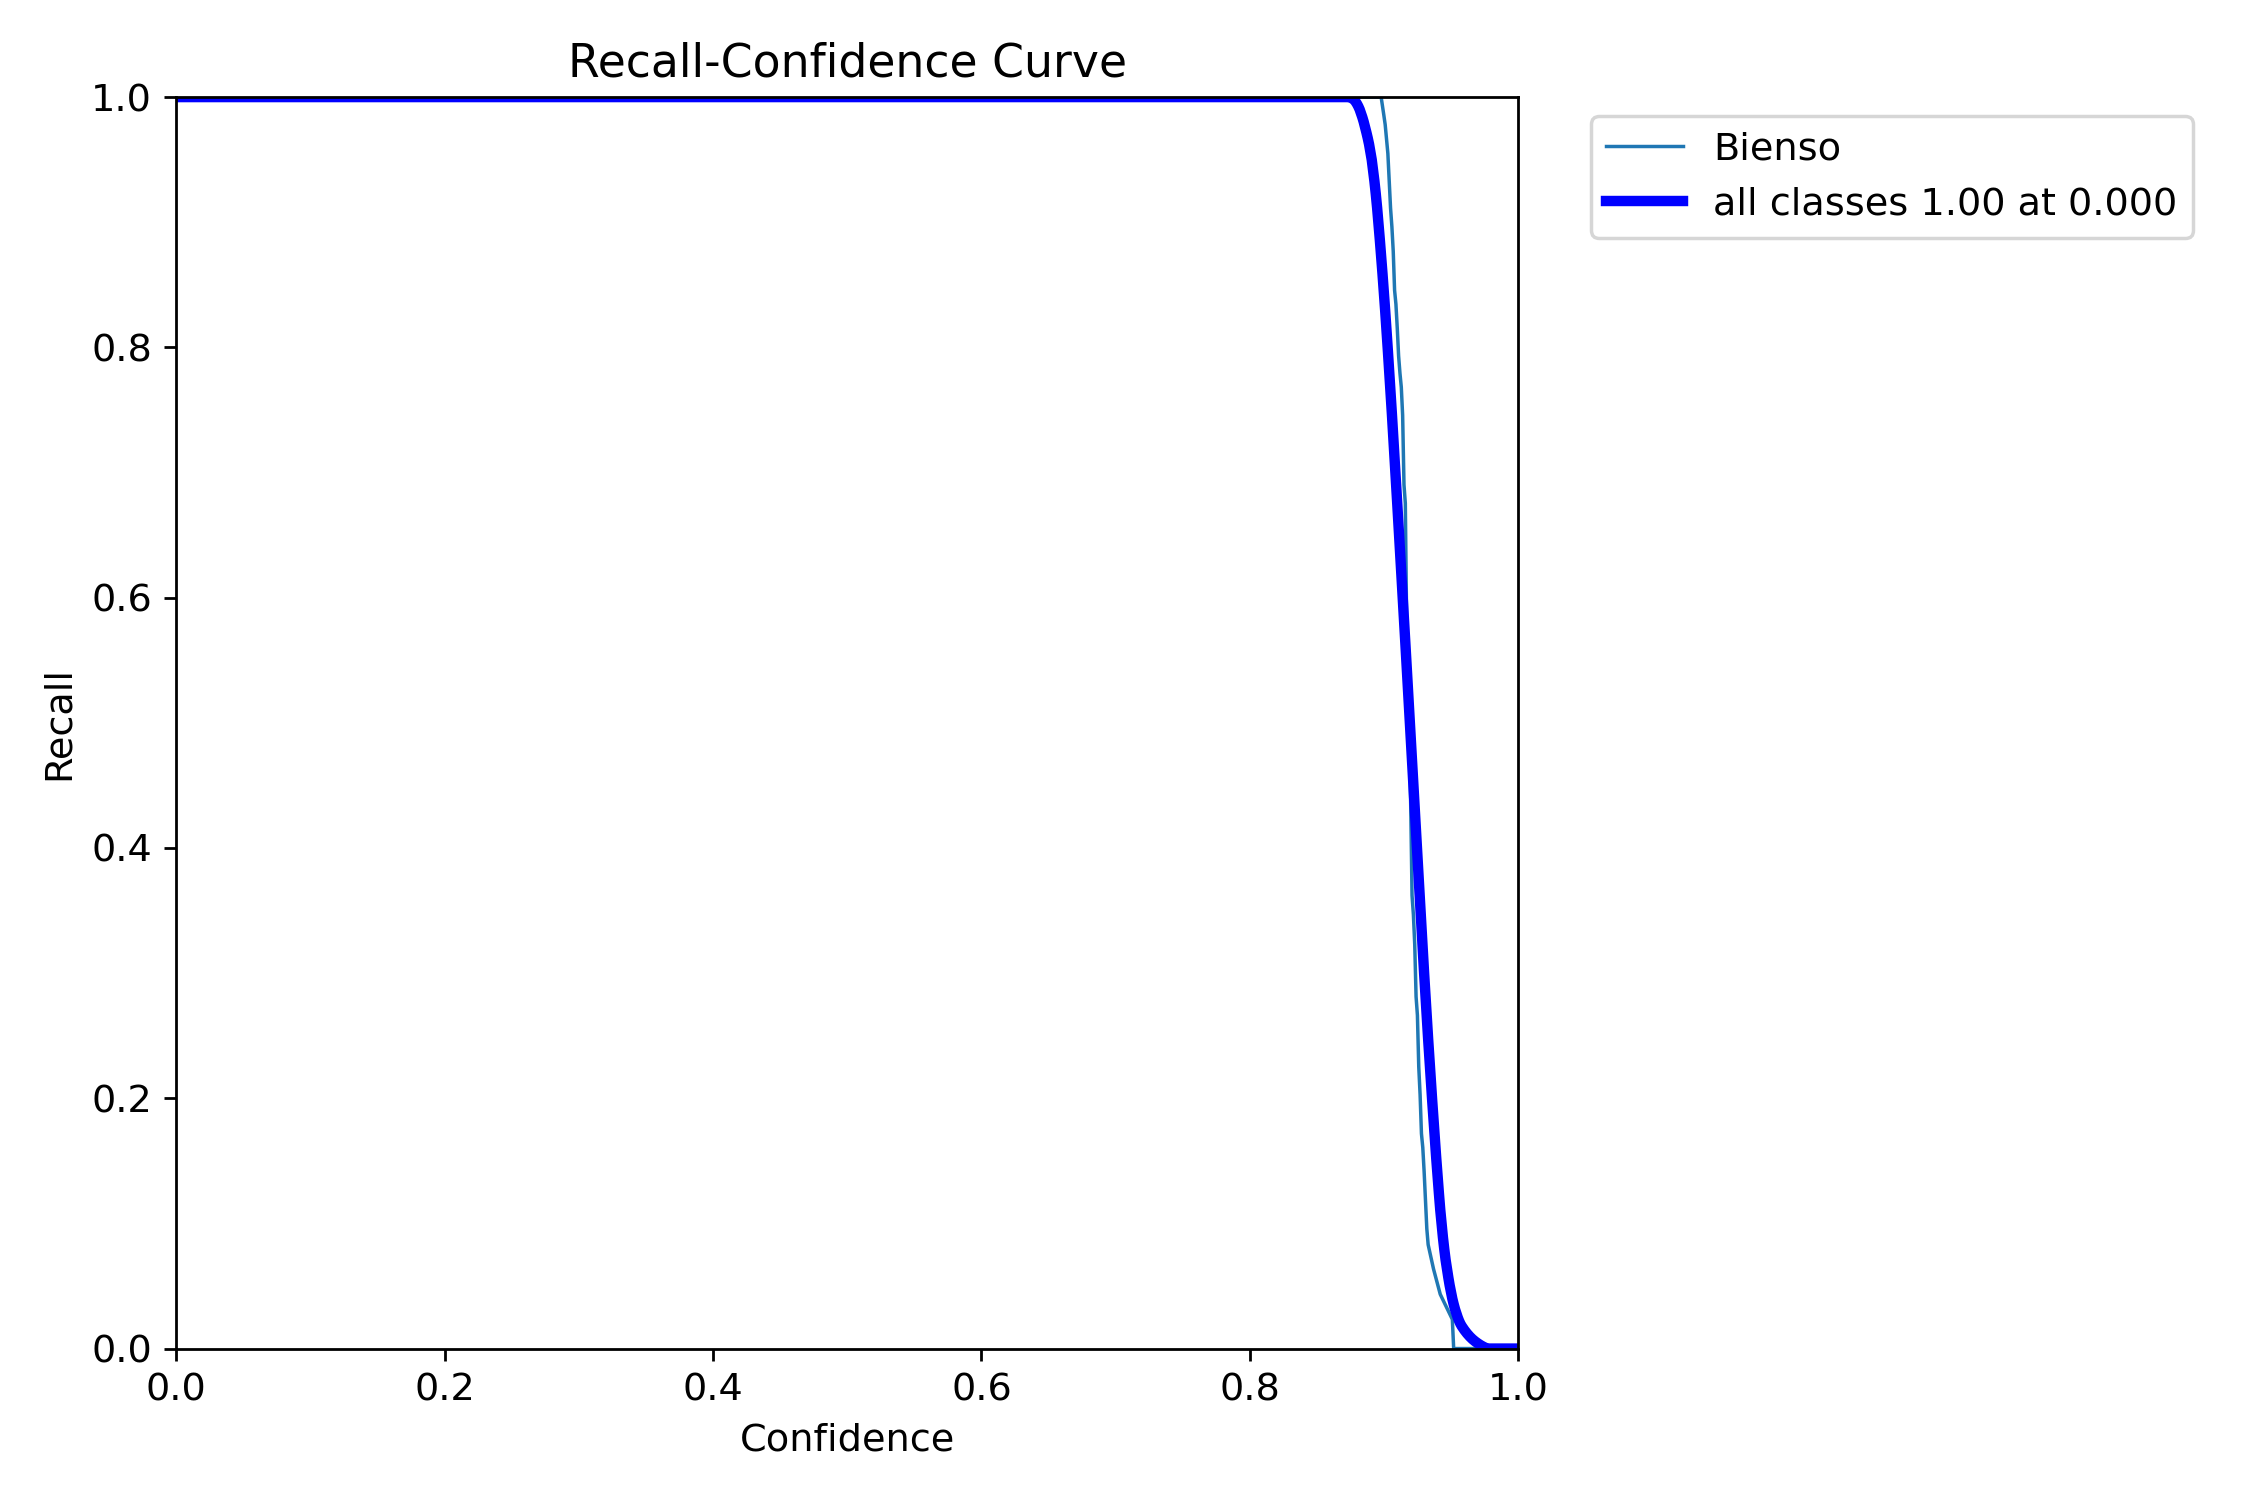 Recall-Confidence Curve
1.0
0.8
0.6
0.4
0.2
0.0
Recall
0.0 0.2 0.4 0.6 0.8 1.0
Confidence
Bienso
all classes 1.00 at 0.000